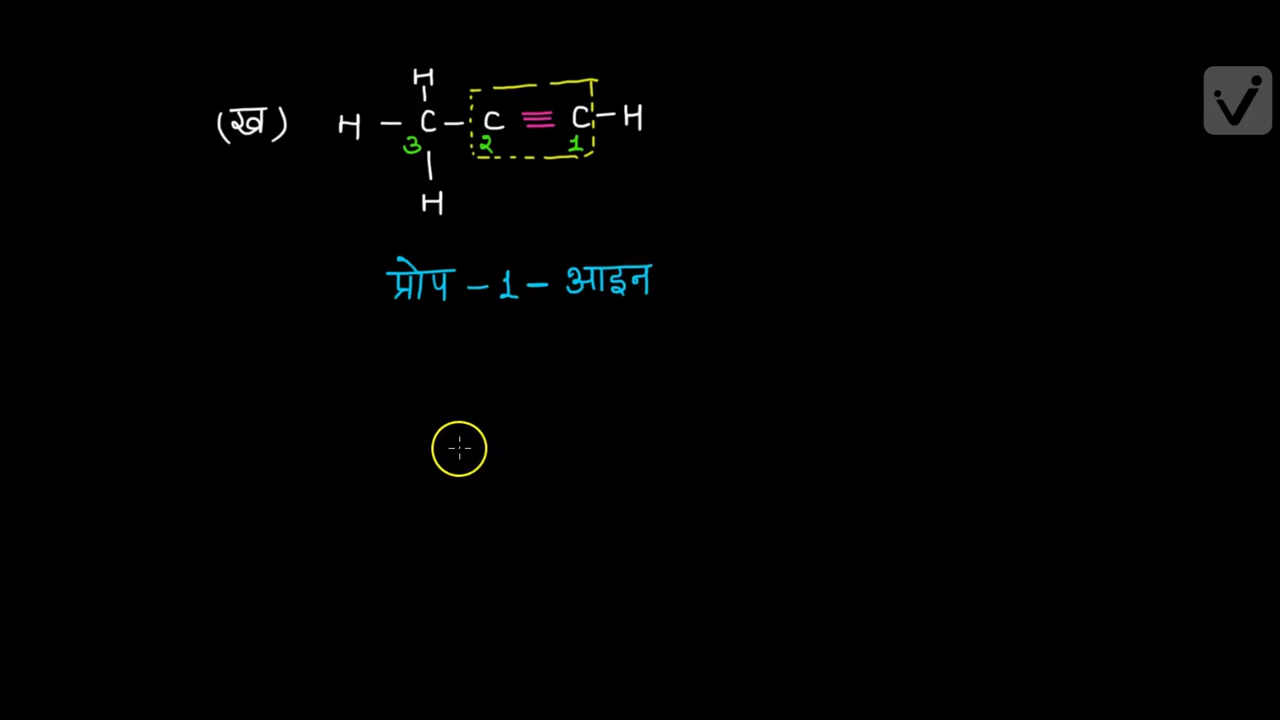 H
(ख) H – C – C ≡ C – H
3 2 1
H
प्रोप – 1 – आइन